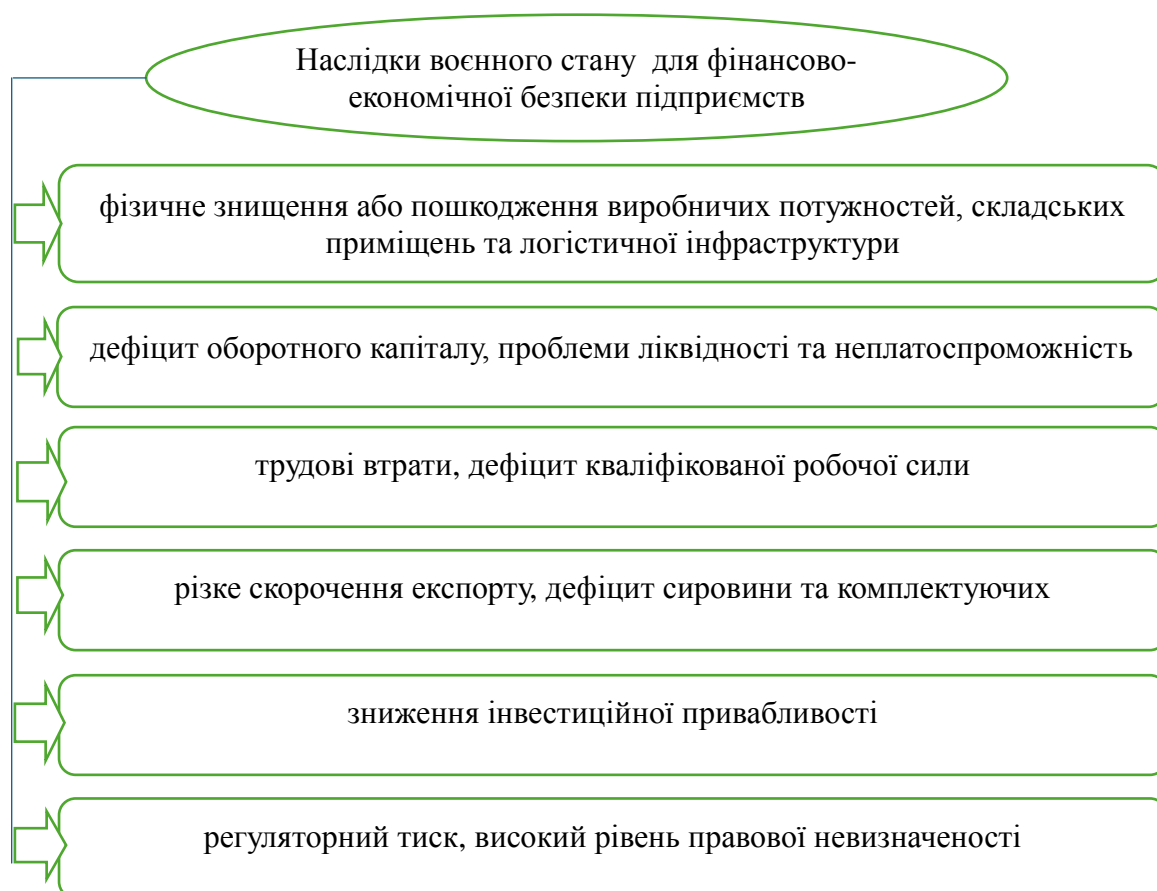 Наслідки воєнного стану для фінансово-
економічної безпеки підприємств
фізичне знищення або пошкодження виробничих потужностей, складських
приміщень та логістичної інфраструктури
дефіцит оборотного капіталу, проблеми ліквідності та неплатоспроможність
трудові втрати, дефіцит кваліфікованої робочої сили
різке скорочення експорту, дефіцит сировини та комплектуючих
зниження інвестиційної привабливості
регуляторний тиск, високий рівень правової невизначеності